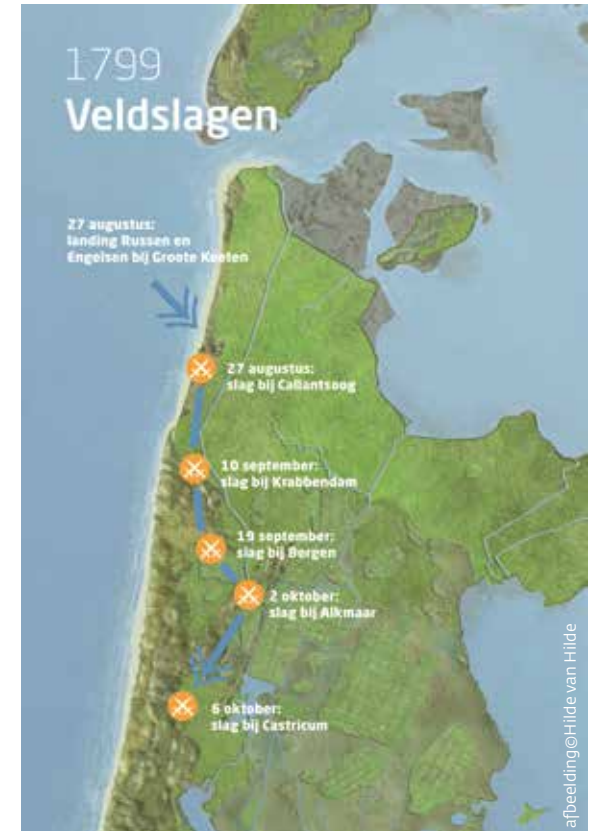 1799
Veldslagen
27 augustus:
landing Russen en
Engelsen bij Groote Keeten
27 augustus:
slag bij Callantsoog
10 september:
slag bij Krabbendam
19 september:
slag bij Bergen
2 oktober:
slag bij Alkmaar
6 oktober:
slag bij Castricum
afbeelding©Hilde van Hilde